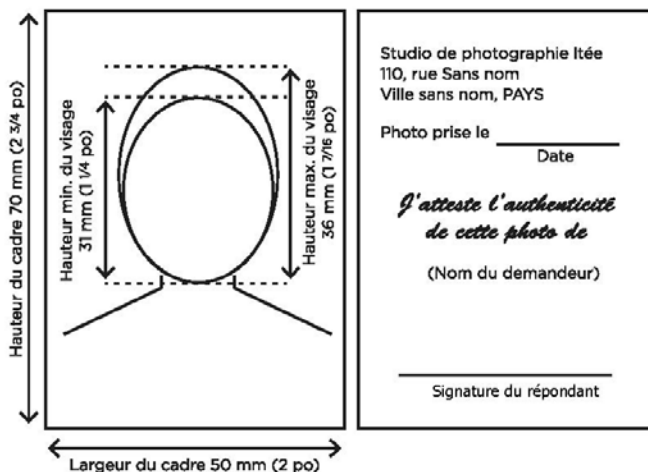 Hauteur du cadre 70 mm (2 3/4 po)
Hauteur min. du visage
31 mm (1 1/4 po)
Hauteur max. du visage
36 mm (1 7/16 po)
Largeur du cadre 50 mm (2 po)
Studio de photographie ltée
110, rue Sans nom
Ville sans nom, PAYS
Photo prise le
Date
J'atteste l'authenticité
de cette photo de
(Nom du demandeur)
Signature du répondant